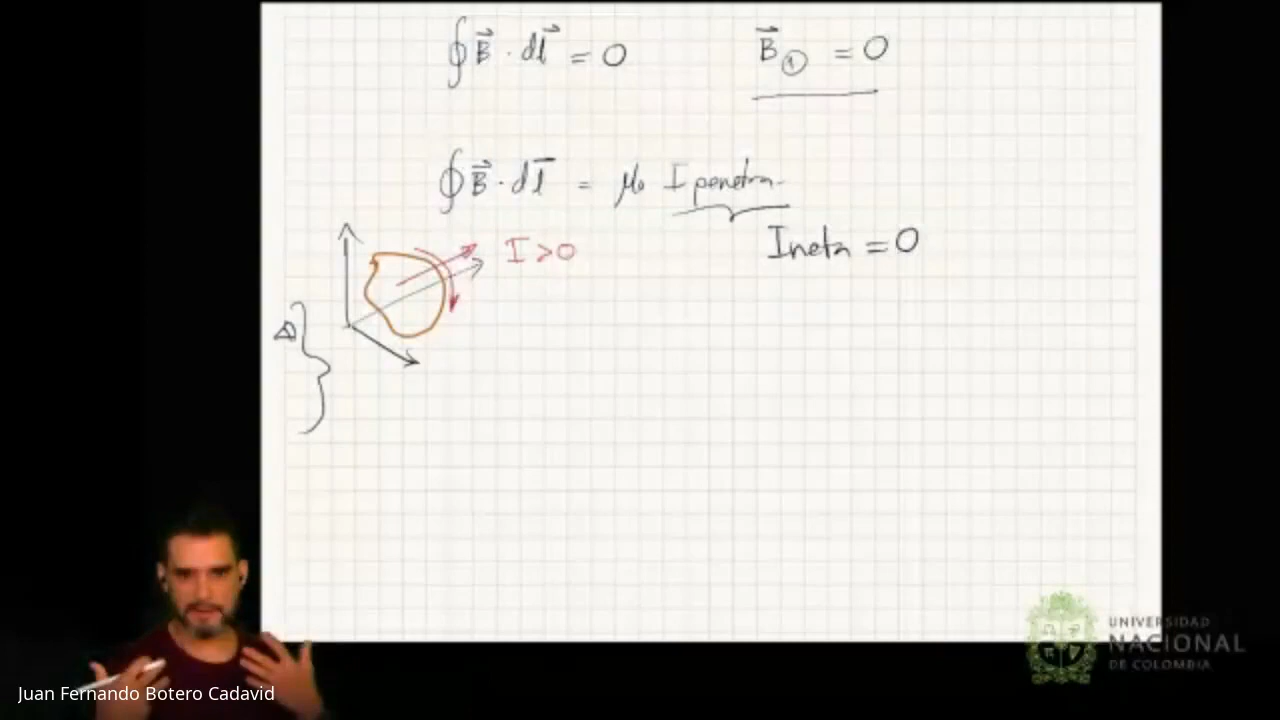 ∮ B⃗ · dl⃗ = 0
B⃗① = 0
∮ B⃗ · dl⃗ = μ₀ I penetra
I > 0
Ineta = 0
UNIVERSIDAD
NACIONAL
DE COLOMBIA
Juan Fernando Botero Cadavid